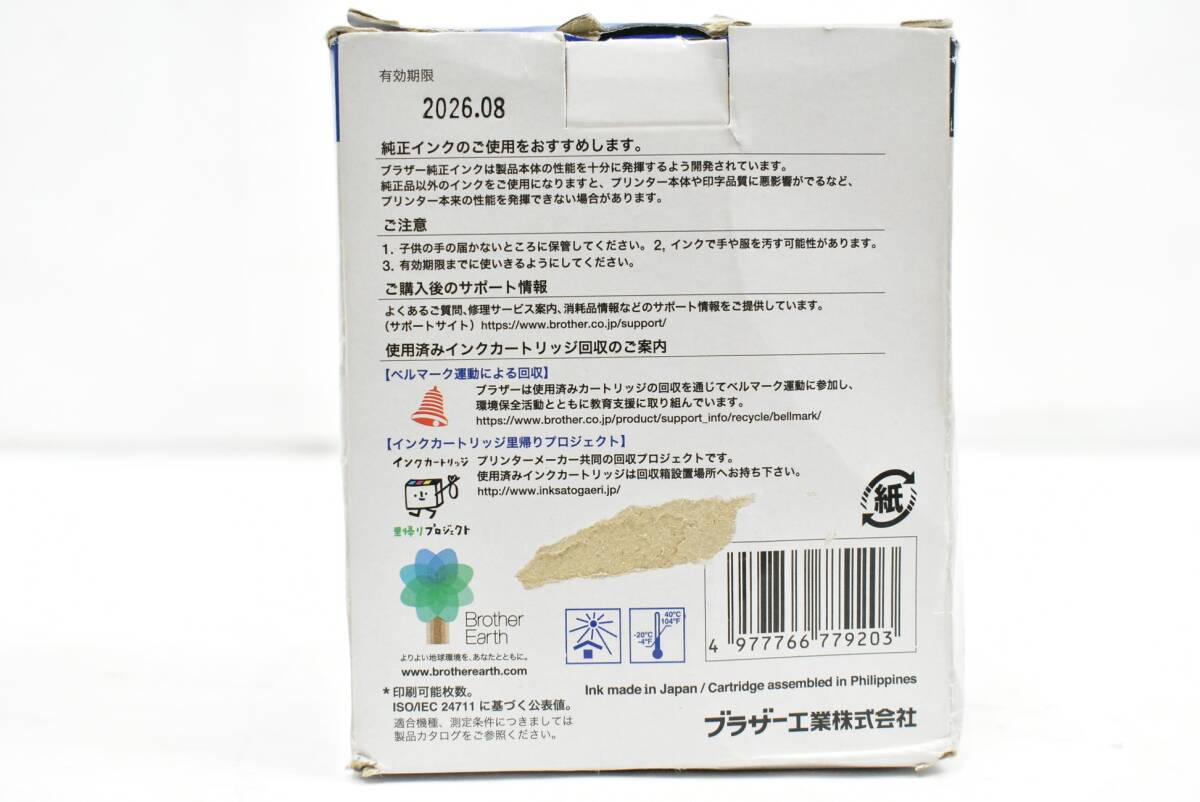 有効期限
2026.08
純正インクのご使用をおすすめします。
ブラザー純正インクは製品本体の性能を十分に発揮するよう開発されています。
純正品以外のインクをご使用になりますと、プリンター本体や印字品質に悪影響がでるなど、
プリンター本来の性能を発揮できない場合があります。
ご注意
1. 子供の手の届かないところに保管してください。2, インクで手や服を汚す可能性があります。
3. 有効期限までに使いきるようにしてください。
ご購入後のサポート情報
よくあるご質問、修理サービス案内、消耗品情報などのサポート情報をご提供しています。
（サポートサイト）https://www.brother.co.jp/support/
使用済みインクカートリッジ回収のご案内
【ベルマーク運動による回収】
ブラザーは使用済みカートリッジの回収を通じてベルマーク運動に参加し、
環境保全活動とともに教育支援に取り組んでいます。
https://www.brother.co.jp/product/support_info/recycle/bellmark/
【インクカートリッジ里帰りプロジェクト】
インクカートリッジ
里帰りプロジェクト
プリンターメーカー共同の回収プロジェクトです。
使用済みインクカートリッジは回収箱設置場所へお持ち下さい。
http://www.inksatogaeri.jp/
紙
Brother
Earth
よりよい地球環境を、あなたとともに。
www.brotherearth.com
40°C
104°F
-20°C
-4°F
4 977766 779203
*印刷可能枚数。
ISO/IEC 24711 に基づく公表値。
適合機種、測定条件につきましては
製品カタログをご参照ください。
Ink made in Japan / Cartridge assembled in Philippines
ブラザー工業株式会社